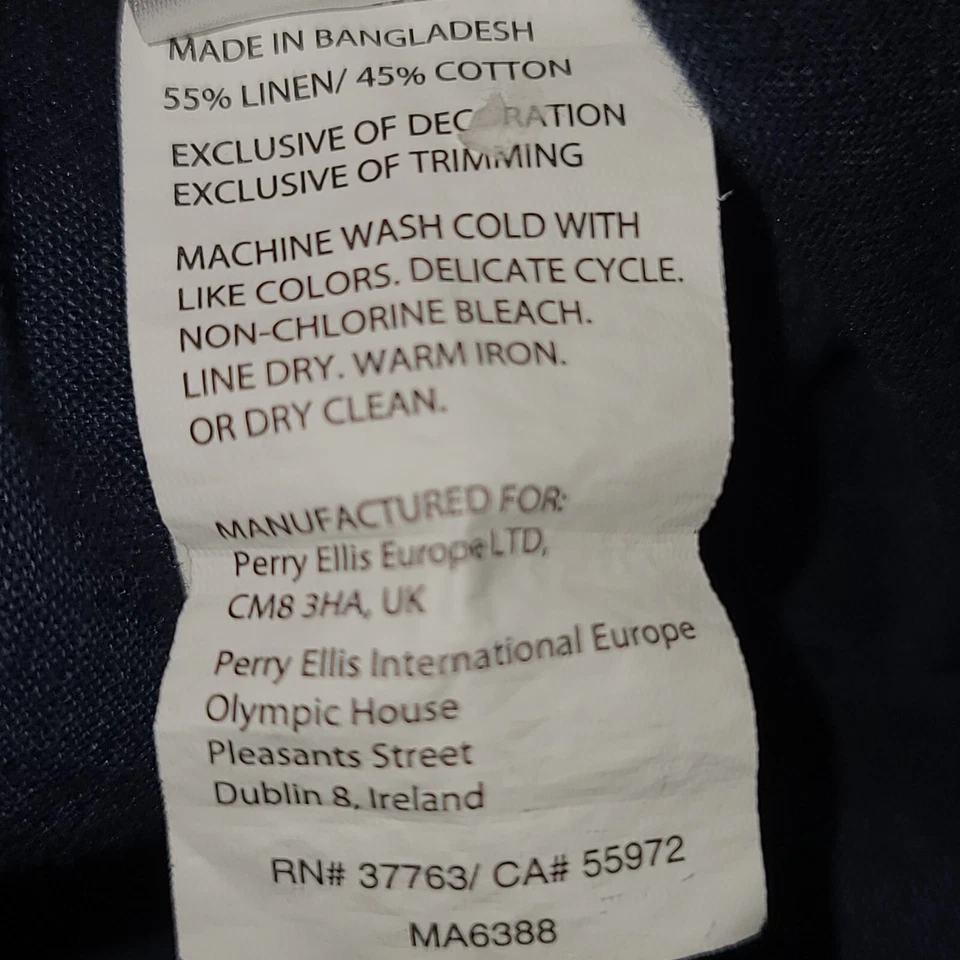 MADE IN BANGLADESH
55% LINEN/ 45% COTTON
EXCLUSIVE OF DECORATION
EXCLUSIVE OF TRIMMING
MACHINE WASH COLD WITH
LIKE COLORS. DELICATE CYCLE.
NON-CHLORINE BLEACH.
LINE DRY. WARM IRON.
OR DRY CLEAN.
MANUFACTURED FOR:
Perry Ellis Europe LTD,
CM8 3HA, UK
Perry Ellis International Europe
Olympic House
Pleasants Street
Dublin 8, Ireland
RN# 37763/ CA# 55972
MA6388